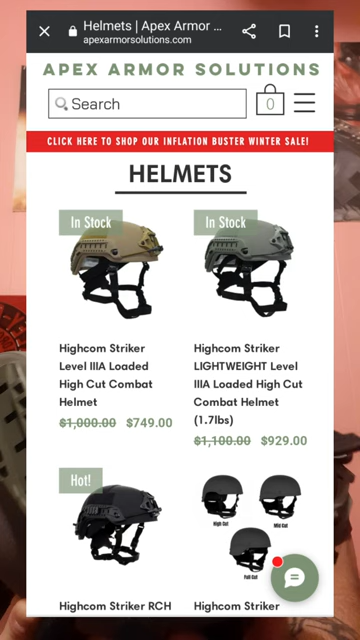 Helmets | Apex Armor ...
apexarmorsolutions.com
APEX ARMOR SOLUTIONS
Search
0
CLICK HERE TO SHOP OUR INFLATION BUSTER WINTER SALE!
HELMETS
In Stock
In Stock
Highcom Striker
Level IIIA Loaded
High Cut Combat
Helmet
$1,000.00 $749.00
Highcom Striker
LIGHTWEIGHT Level
IIIA Loaded High Cut
Combat Helmet
(1.7lbs)
$1,100.00 $929.00
Hot!
High Cut
Mid Cut
Full Cut
Highcom Striker RCH
Highcom Striker